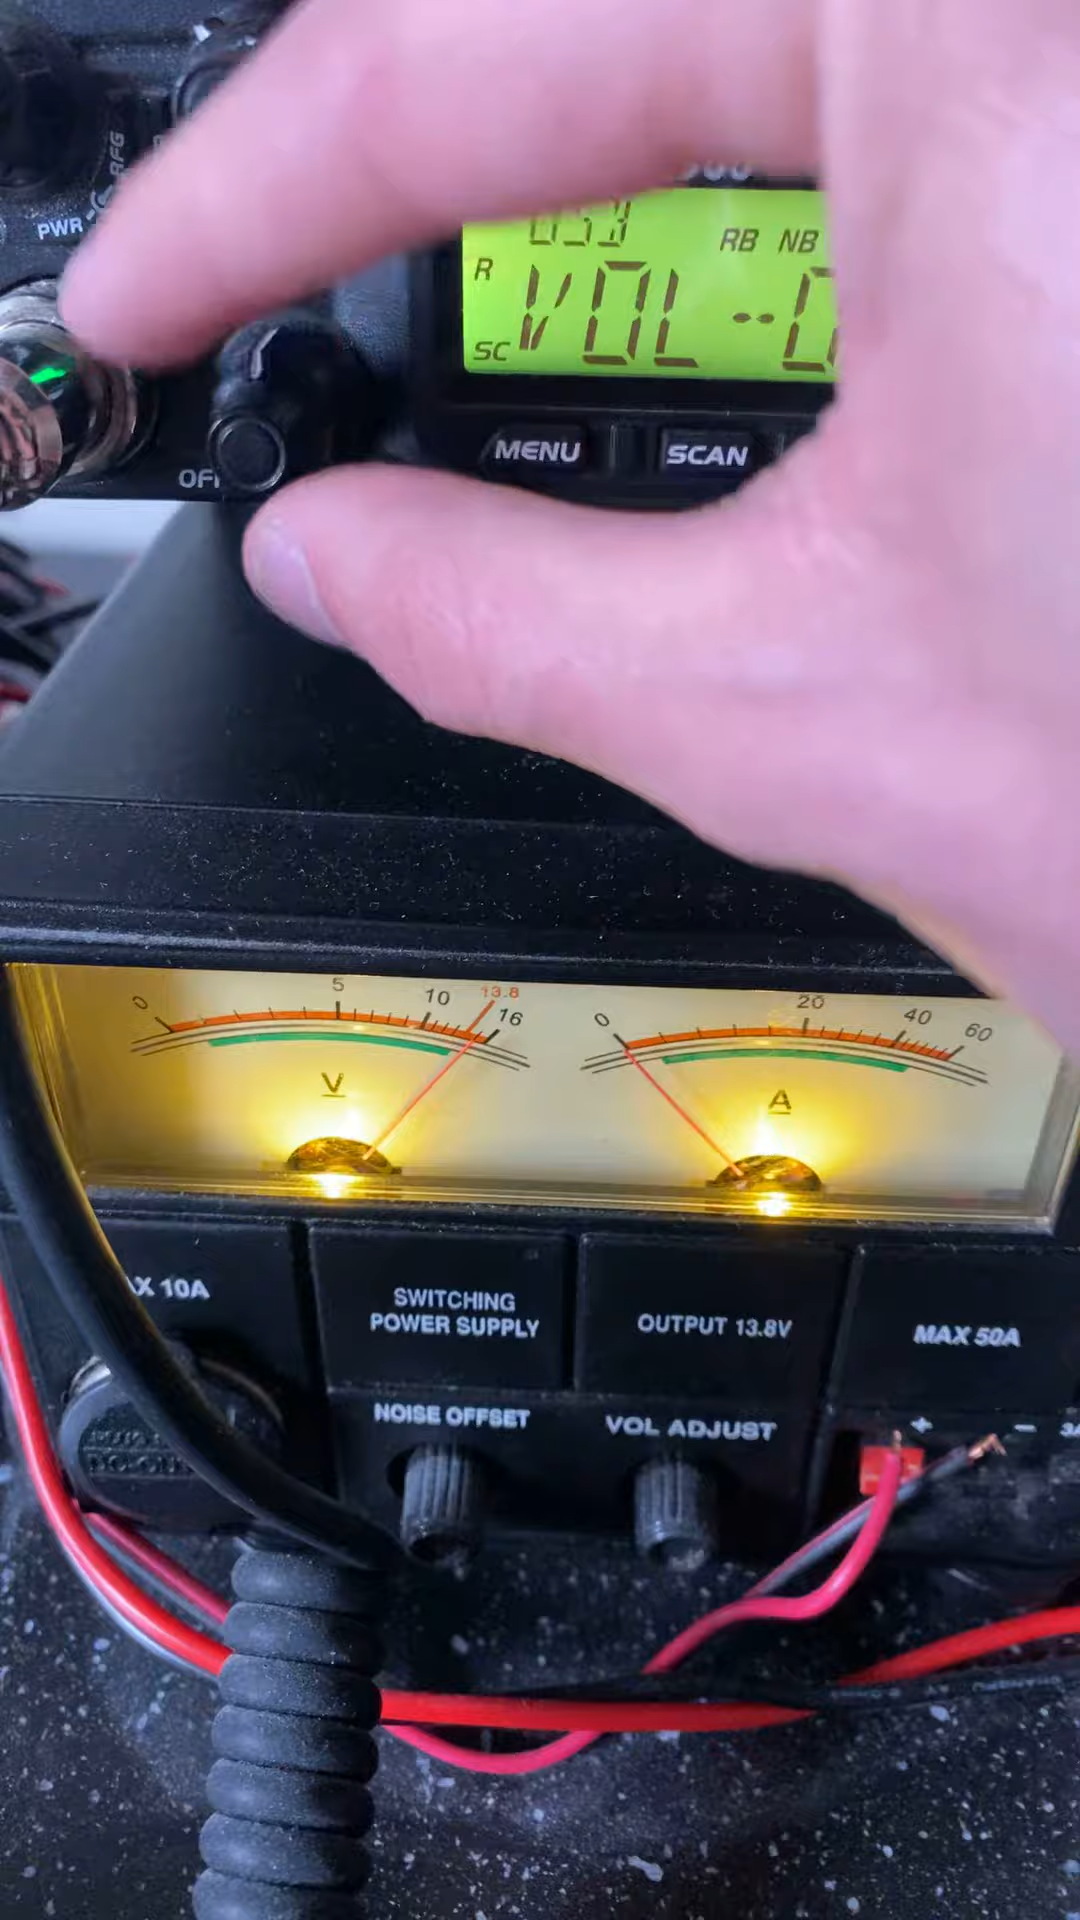 RFG
PWR
USB RB NB
R
VOL
SC
OFF
MENU SCAN
0 5 10 13.8 16
0 20 40 60
V
A
10A
SWITCHING
POWER SUPPLY
OUTPUT 13.8V
MAX 50A
NOISE OFFSET
VOL ADJUST
+ -